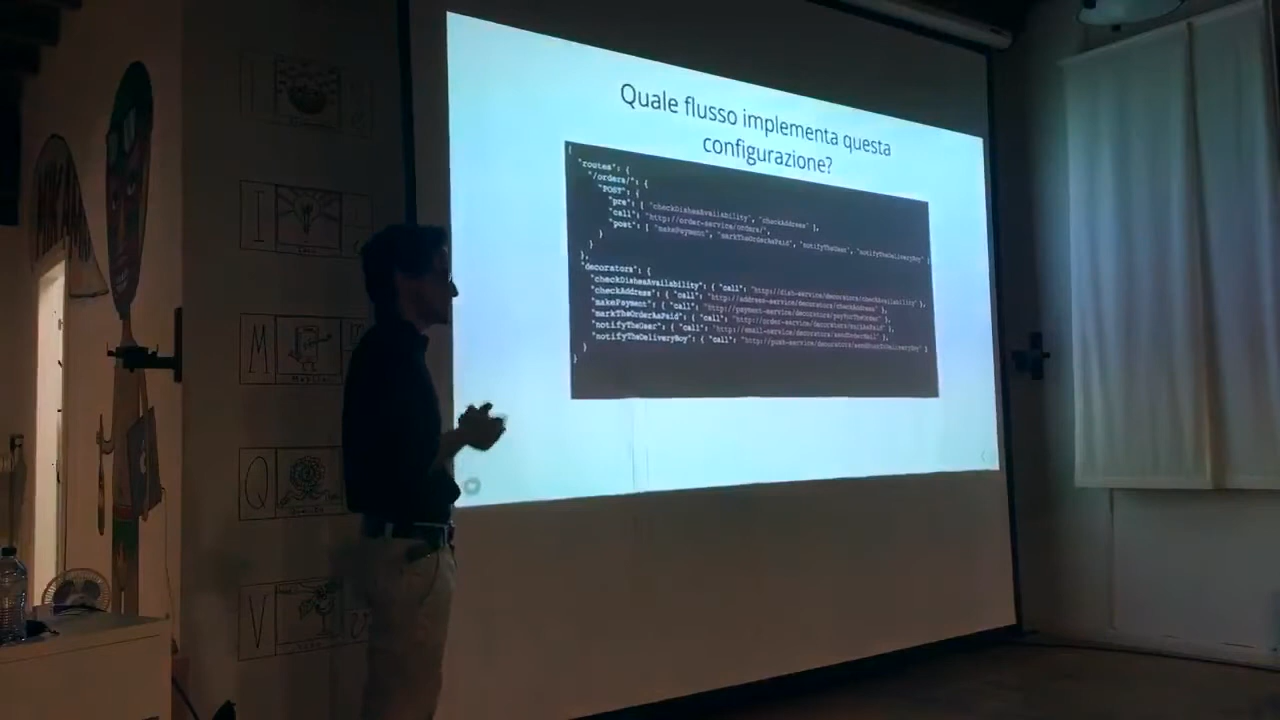 Quale flusso implementa questa
configurazione?
{
"routes": {
"/orders/": {
"POST": {
"pre": [ "checkDishesAvailability", "checkAddress" ],
"call": "http://order-service/orders/",
"post": [ "makePayment", "markTheOrderAsPaid", "notifyTheUser", "notifyTheDeliveryBoy" ]
}
}
},
"decorators": {
"checkDishesAvailability": { "call": "http://dish-service/decorators/checkAvailability" },
"checkAddress": { "call": "http://address-service/decorators/checkAddress" },
"makePayment": { "call": "http://payment-service/decorators/payForTheOrder" },
"markTheOrderAsPaid": { "call": "http://order-service/decorators/markAsPaid" },
"notifyTheUser": { "call": "http://email-service/decorators/" },
"notifyTheDeliveryBoy": { "call": "http://push-service/decorators/" }
}
}
I
M
Q
V